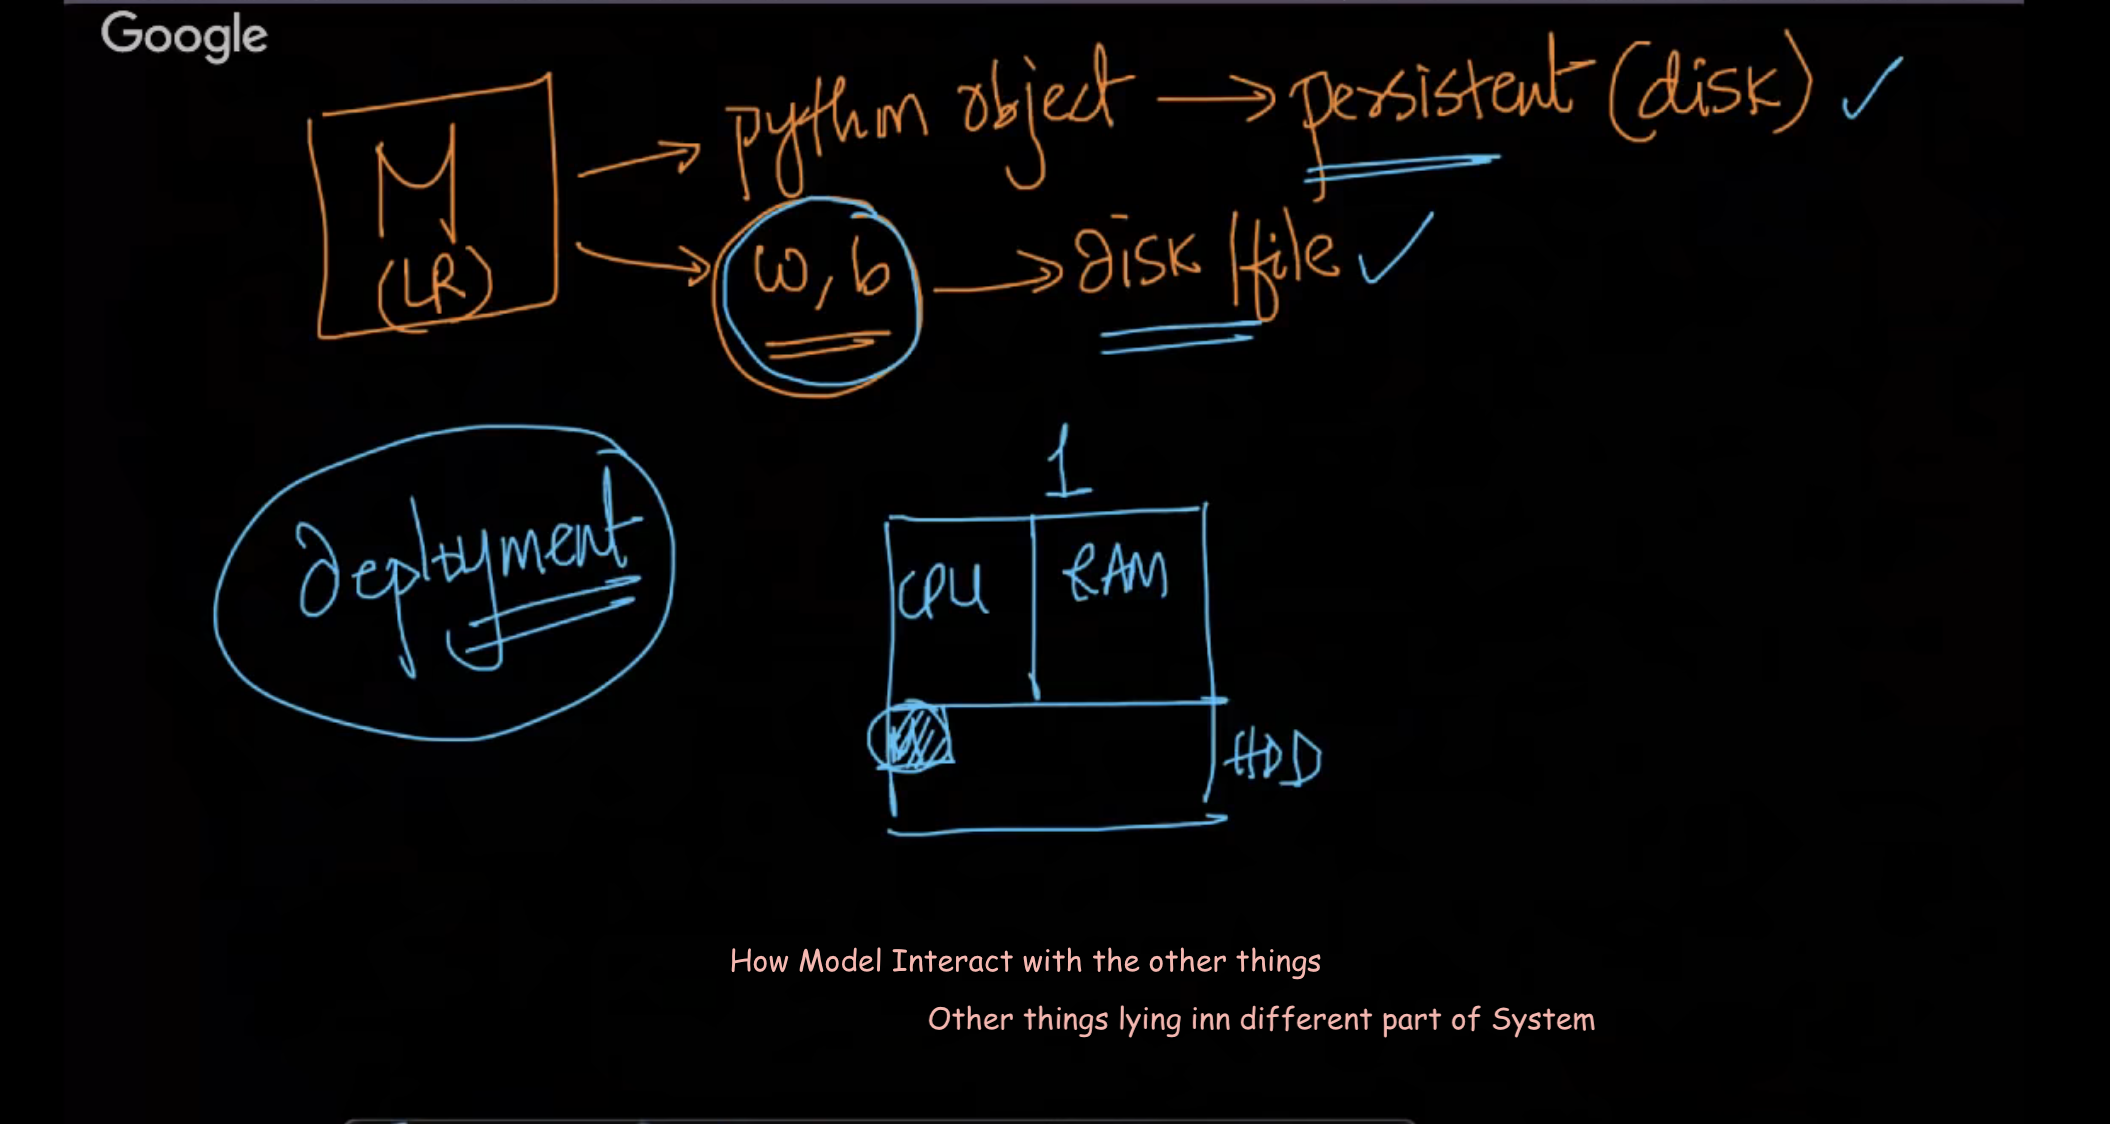 Google
M → python object → persistent (disk) ✓
(LR) → w, b → disk/file ✓
deployment
1
CPU RAM
HDD
How Model Interact with the other things
Other things lying inn different part of System